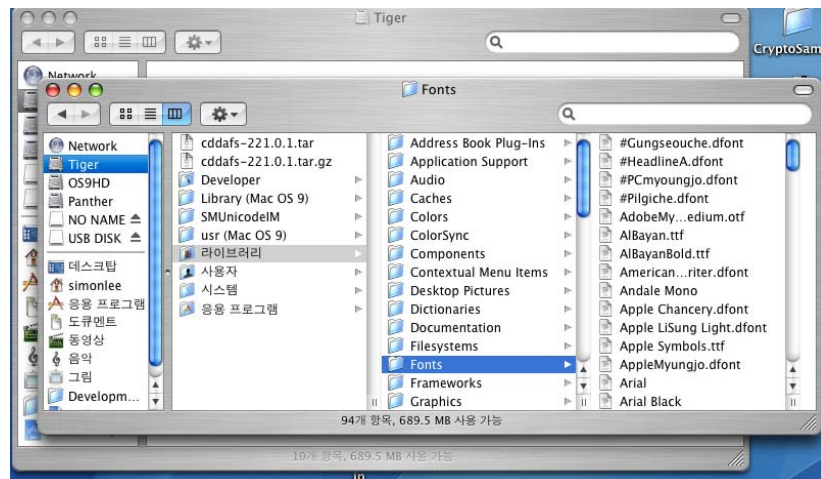 Tiger
CryptoSam
Network
Fonts
Network
Tiger
OS9HD
Panther
NO NAME
USB DISK
데스크탑
simonlee
응용 프로그램
도큐멘트
동영상
음악
그림
Developm...
cddafs-221.0.1.tar
cddafs-221.0.1.tar.gz
Developer
Library (Mac OS 9)
SMUnicodeIM
usr (Mac OS 9)
라이브러리
사용자
시스템
응용 프로그램
Address Book Plug-Ins
Application Support
Audio
Caches
Colors
ColorSync
Components
Contextual Menu Items
Desktop Pictures
Dictionaries
Documentation
Filesystems
Fonts
Frameworks
Graphics
#Gungseouche.dfont
#HeadlineA.dfont
#PCmyoungjo.dfont
#Pilgiche.dfont
AdobeMy...edium.otf
AlBayan.ttf
AlBayanBold.ttf
American...riter.dfont
Andale Mono
Apple Chancery.dfont
Apple LiSung Light.dfont
Apple Symbols.ttf
AppleMyungjo.dfont
Arial
Arial Black
94개 항목, 689.5 MB 사용 가능
10개 항목, 689.5 MB 사용 가능
in